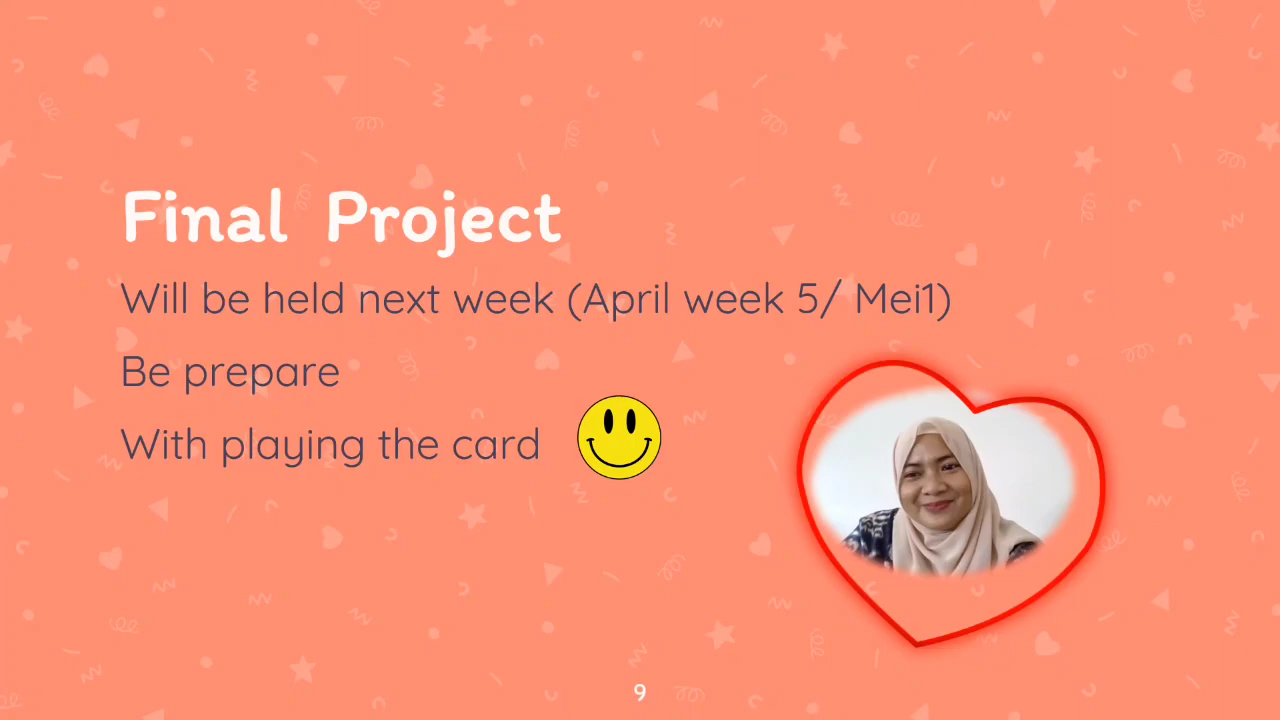 Final Project
Will be held next week (April week 5/ Mei1)
Be prepare
With playing the card
9